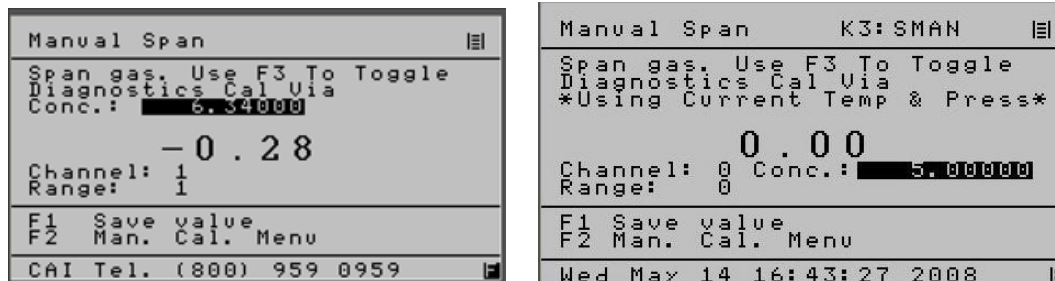 Manual Span
Span gas. Use F3 To Toggle
Diagnostics Cal Via
Conc.: 6.34000
-0.28
Channel: 1
Range: 1
F1 Save value
F2 Man. Cal. Menu
CAI Tel. (800) 959 0959
Manual Span K3:SMAN
Span gas. Use F3 To Toggle
Diagnostics Cal Via
*Using Current Temp & Press*
0.00
Channel: 0 Conc.: 5.00000
Range: 0
F1 Save value
F2 Man. Cal. Menu
Wed May 14 16:43:27 2008